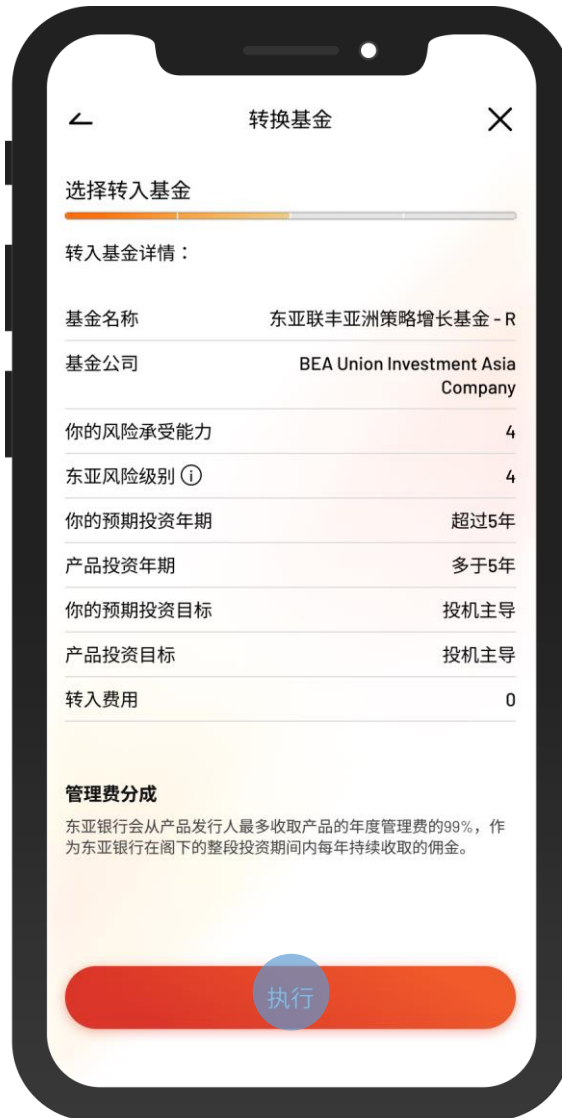 转换基金
选择转入基金
转入基金详情：
基金名称 东亚联丰亚洲策略增长基金 - R
基金公司 BEA Union Investment Asia
Company
你的风险承受能力 4
东亚风险级别 4
你的预期投资年期 超过5年
产品投资年期 多于5年
你的预期投资目标 投机主导
产品投资目标 投机主导
转入费用 0
管理费分成
东亚银行会从产品发行人最多收取产品的年度管理费的99%，作
为东亚银行在阁下的整段投资期间内每年持续收取的佣金。
执行